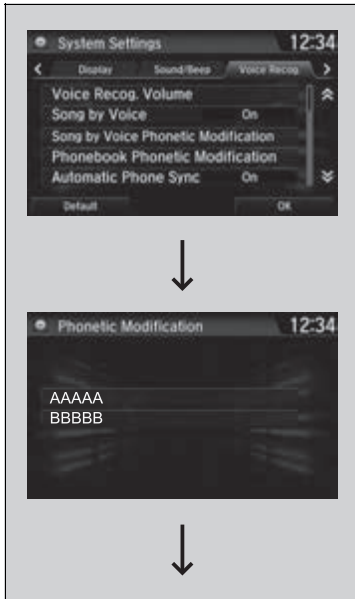 System Settings 12:34
Display Sound/Beep Voice Recog.
Voice Recog. Volume
Song by Voice On
Song by Voice Phonetic Modification
Phonebook Phonetic Modification
Automatic Phone Sync On
Default OK
Phonetic Modification 12:34
AAAAA
BBBBB